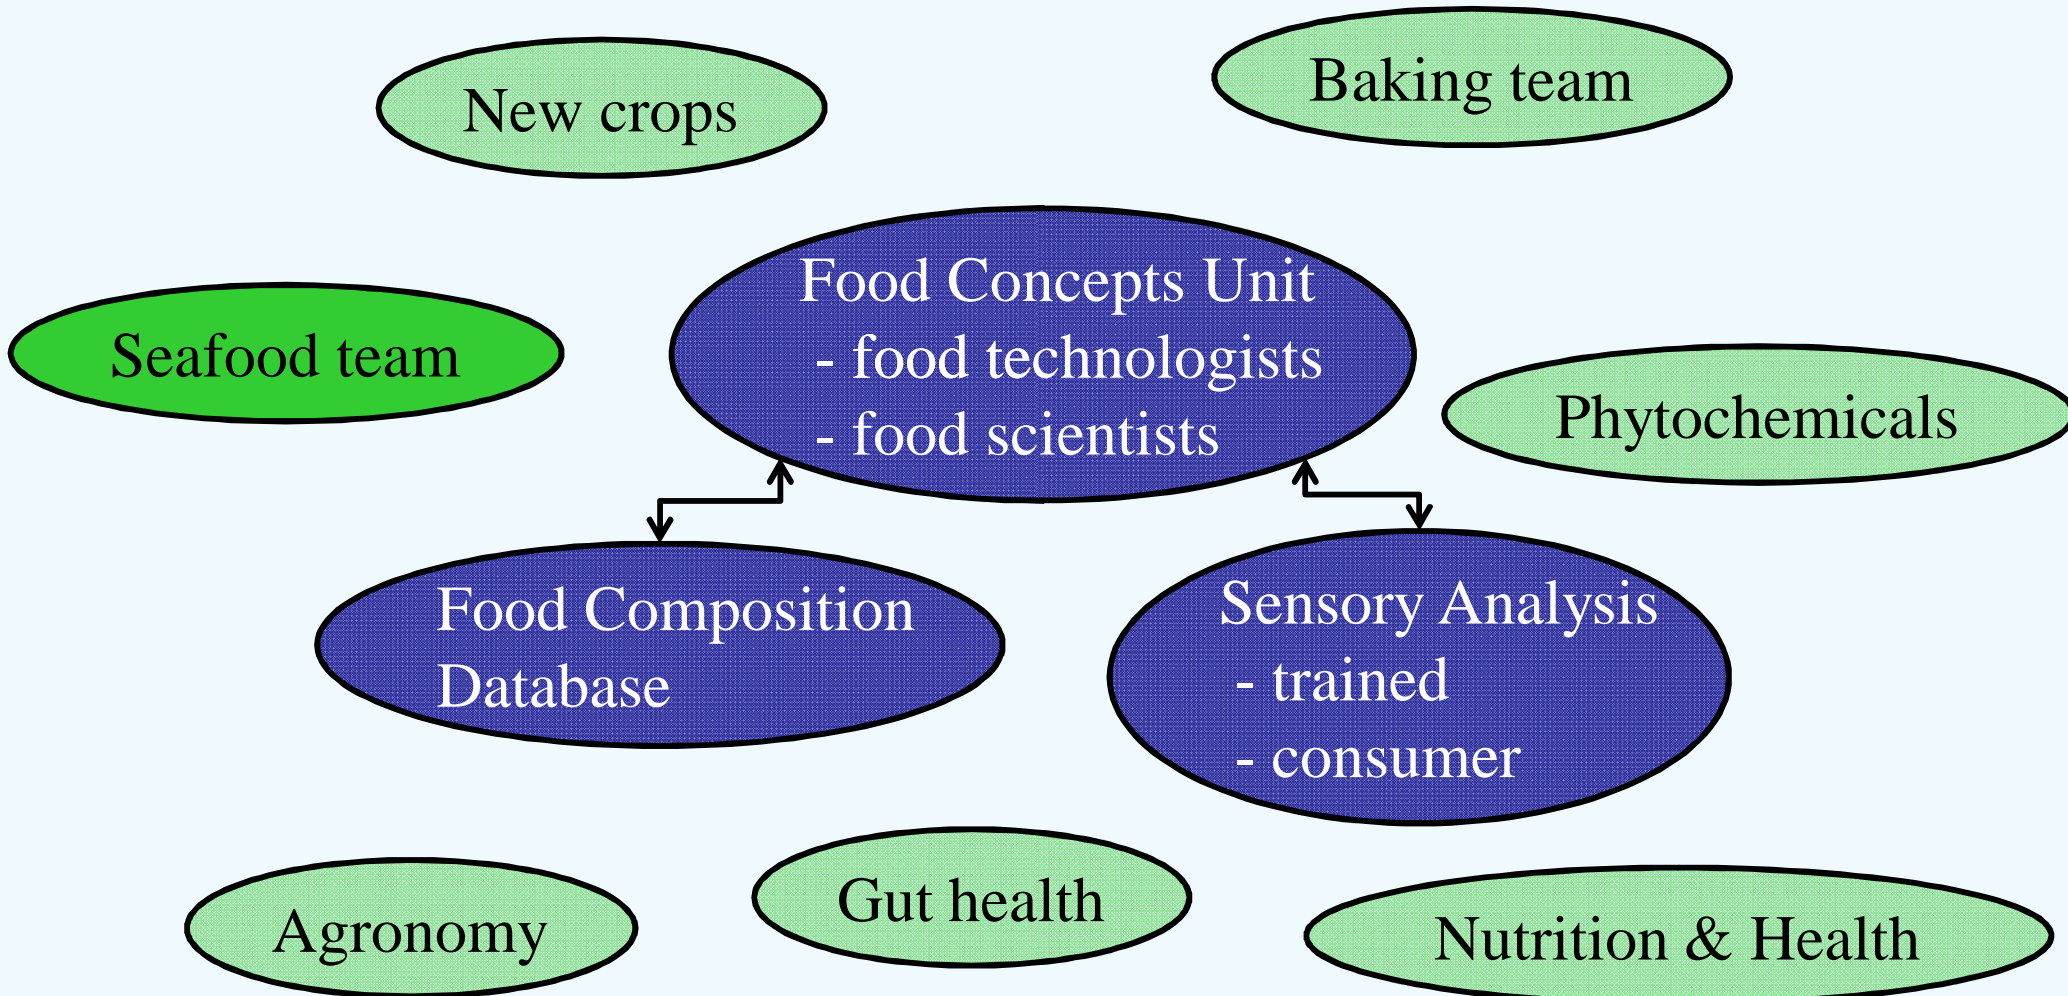 New crops
Baking team
Food Concepts Unit
- food technologists
- food scientists
Seafood team
Phytochemicals
Food Composition
Database
Sensory Analysis
- trained
- consumer
Agronomy
Gut health
Nutrition & Health